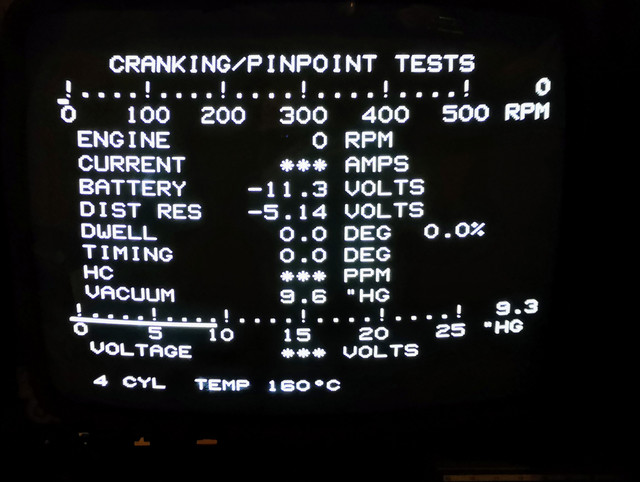 CRANKING/PINPOINT TESTS
!....!....!....!....!....! 0
0 100 200 300 400 500 RPM
ENGINE 0 RPM
CURRENT *** AMPS
BATTERY -11.3 VOLTS
DIST RES -5.14 VOLTS
DWELL 0.0 DEG 0.0%
TIMING 0.0 DEG
HC *** PPM
VACUUM 9.6 "HG
!....!....!....!....!....! 9.3
0 5 10 15 20 25 "HG
VOLTAGE *** VOLTS
4 CYL TEMP 160°C